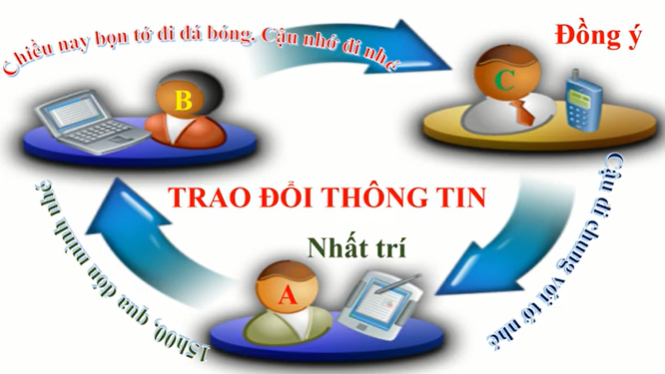 Chiều nay bọn tớ đi đá bóng. Cậu nhớ đi nhé
Đồng ý
B
C
TRAO ĐỔI THÔNG TIN
Cậu đi chung với tớ nhé
15h00, qua đón mình nhé
Nhất trí
A